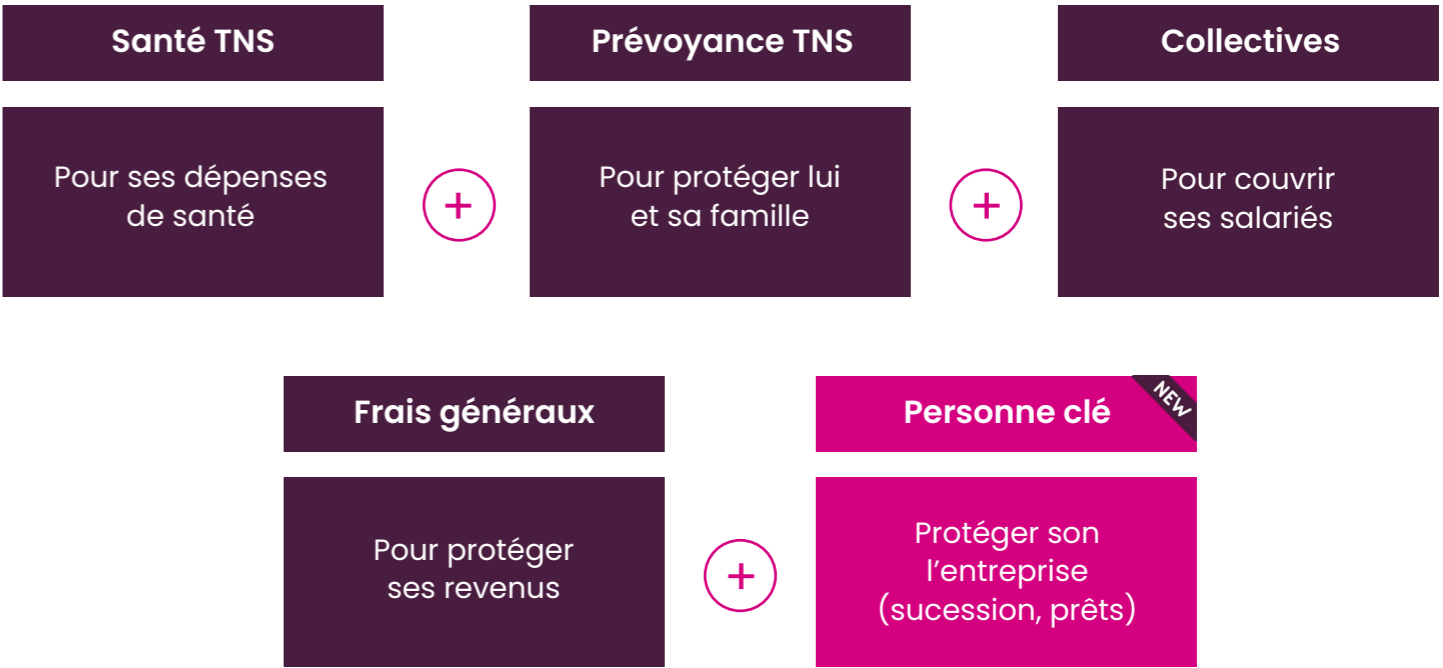 Santé TNS
Pour ses dépenses
de santé
+
Prévoyance TNS
Pour protéger lui
et sa famille
+
Collectives
Pour couvrir
ses salariés
Frais généraux
Pour protéger
ses revenus
+
Personne clé
NEW
Protéger son
l'entreprise
(sucession, prêts)